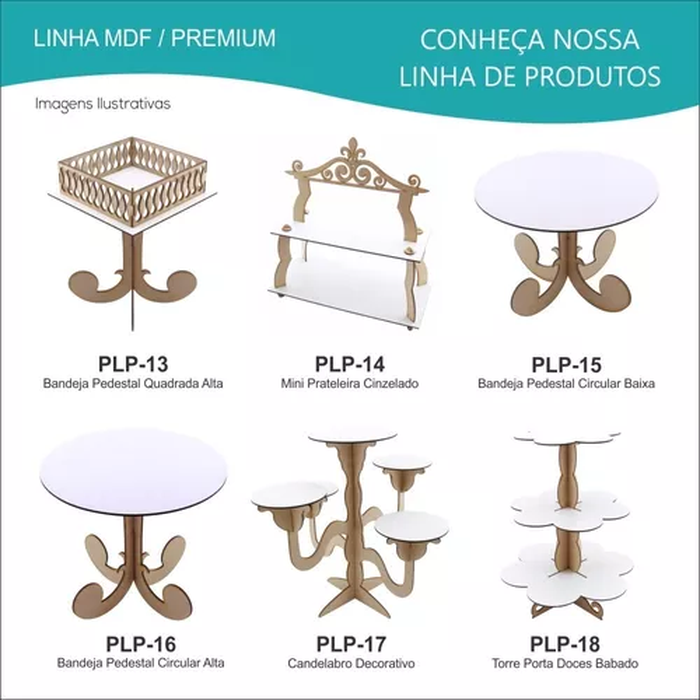 LINHA MDF / PREMIUM
CONHEÇA NOSSA
LINHA DE PRODUTOS
Imagens Ilustrativas
PLP-13
Bandeja Pedestal Quadrada Alta
PLP-14
Mini Prateleira Cinzelado
PLP-15
Bandeja Pedestal Circular Baixa
PLP-16
Bandeja Pedestal Circular Alta
PLP-17
Candelabro Decorativo
PLP-18
Torre Porta Doces Babado